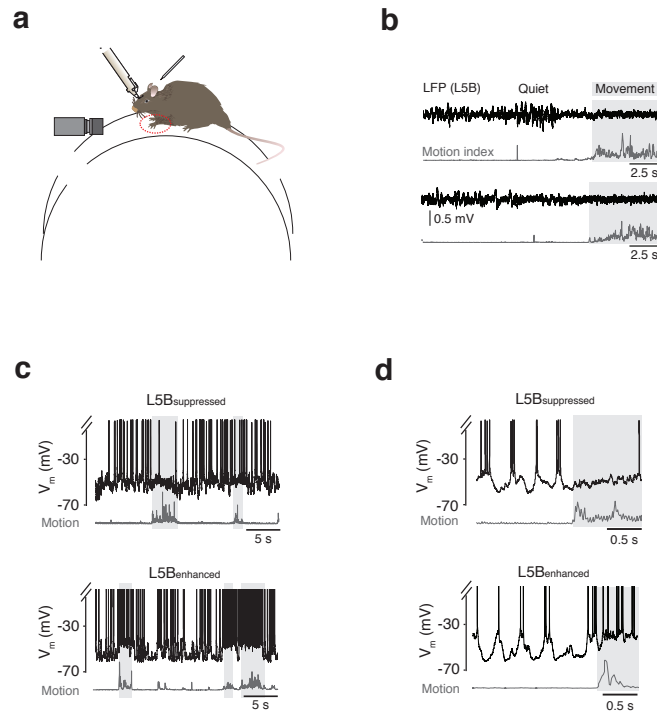 a
b
LFP (L5B) Quiet Movement
Motion index
2.5 s
0.5 mV
2.5 s
c
L5Bsuppressed
Vm (mV)
-30
-70
Motion
5 s
L5Benhanced
Vm (mV)
-30
-70
Motion
5 s
d
L5Bsuppressed
Vm (mV)
-30
-70
Motion
0.5 s
L5Benhanced
Vm (mV)
-30
-70
Motion
0.5 s